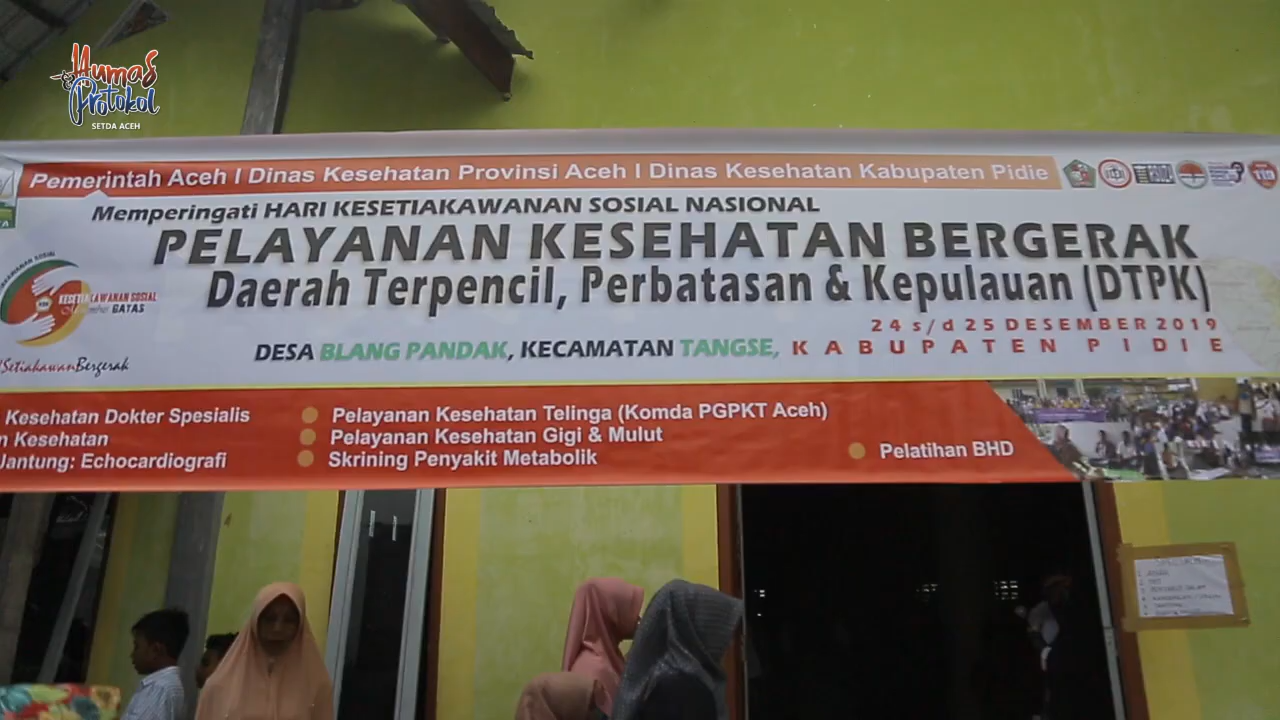 Humas
Protokol
SETDA ACEH
Pemerintah Aceh I Dinas Kesehatan Provinsi Aceh I Dinas Kesehatan Kabupaten Pidie
Memperingati HARI KESETIAKAWANAN SOSIAL NASIONAL
PELAYANAN KESEHATAN BERGERAK
Daerah Terpencil, Perbatasan & Kepulauan (DTPK)
KESETIAKAWANAN SOSIAL
GATAS
24 s/d 25 DESEMBER 2019
DESA BLANG PANDAK, KECAMATAN TANGSE, KABUPATEN PIDIE
SetiakawanBergerak
Kesehatan Dokter Spesialis
n Kesehatan
Jantung: Echocardiografi
Pelayanan Kesehatan Telinga (Komda PGPKT Aceh)
Pelayanan Kesehatan Gigi & Mulut
Skrining Penyakit Metabolik
Pelatihan BHD